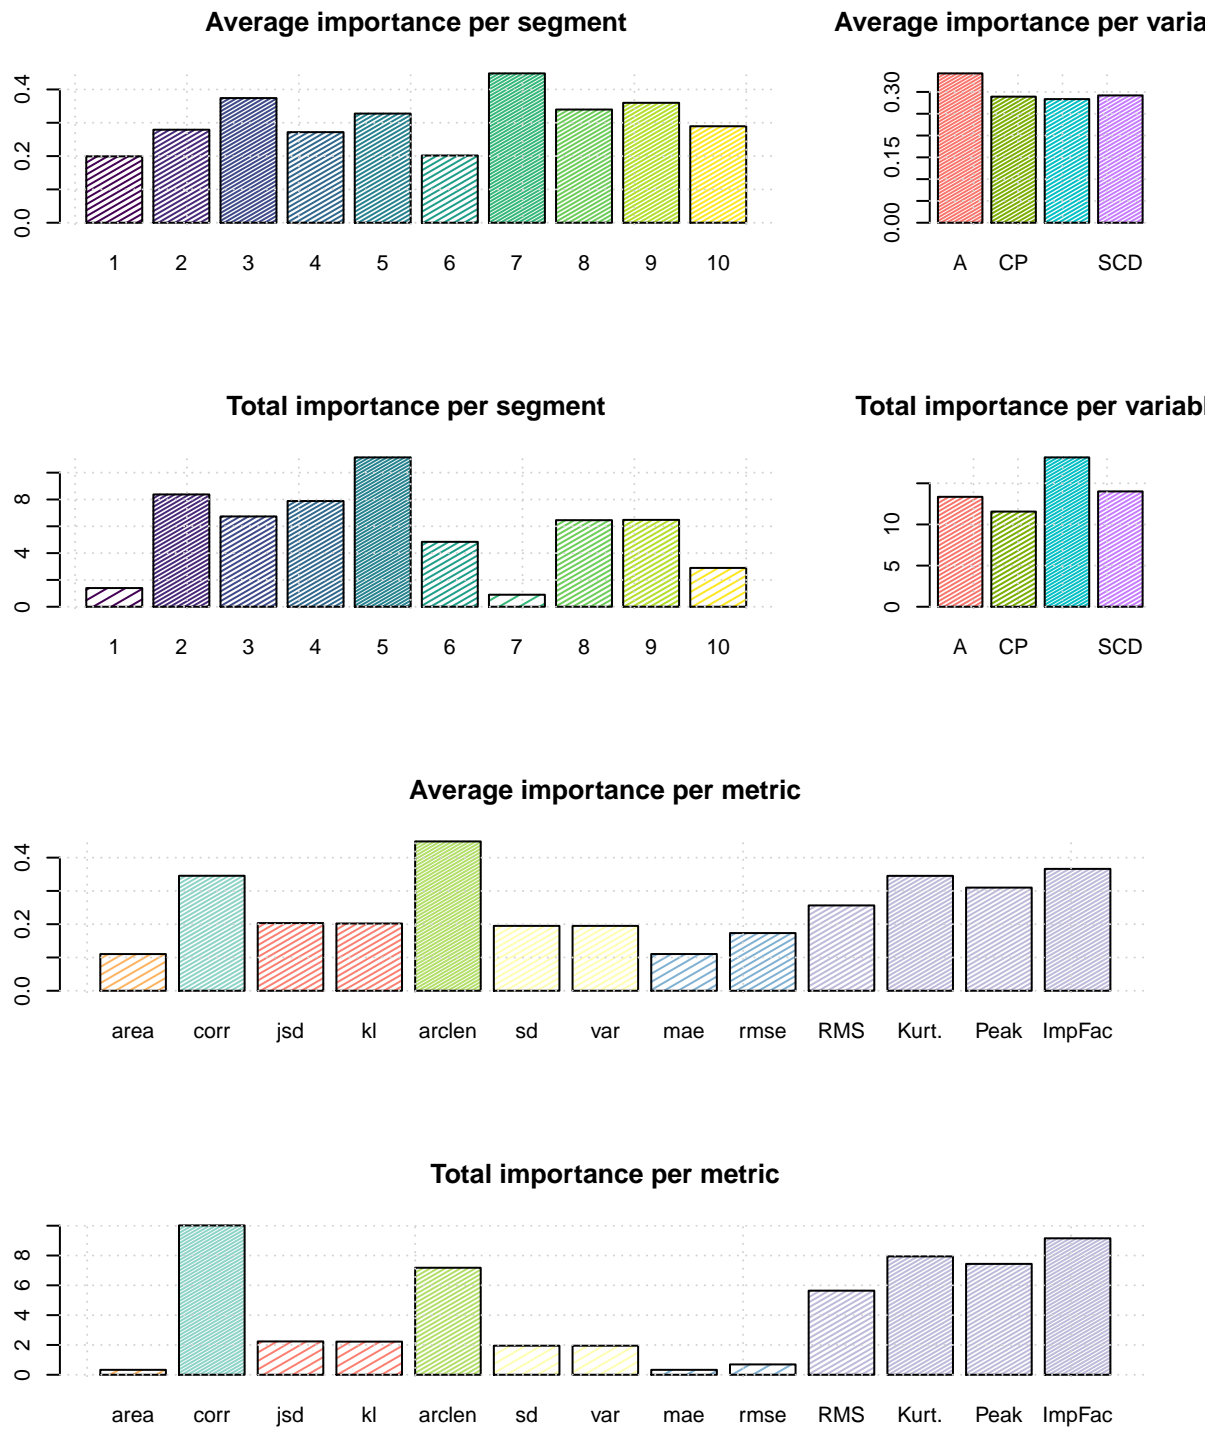 Average importance per segment
0.0 0.2 0.4
1 2 3 4 5 6 7 8 9 10
Average importance per varia
0.00 0.15 0.30
A CP SCD
Total importance per segment
0 4 8
1 2 3 4 5 6 7 8 9 10
Total importance per variabl
0 5 10
A CP SCD
Average importance per metric
0.0 0.2 0.4
area corr jsd kl arclen sd var mae rmse RMS Kurt. Peak ImpFac
Total importance per metric
0 2 4 6 8
area corr jsd kl arclen sd var mae rmse RMS Kurt. Peak ImpFac